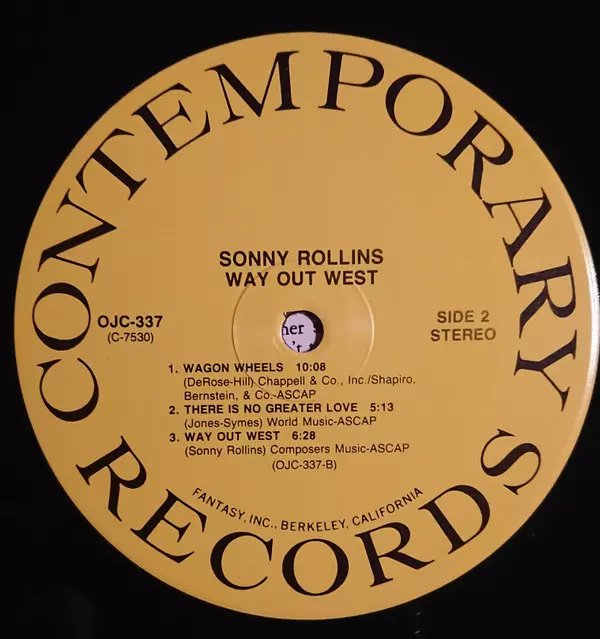 CONTEMPORARY RECORDS
SONNY ROLLINS
WAY OUT WEST
OJC-337
(C-7530)
SIDE 2
STEREO
1. WAGON WHEELS 10:08
(DeRose-Hill) Chappell & Co., Inc./Shapiro,
Bernstein, & Co.-ASCAP
2. THERE IS NO GREATER LOVE 5:13
(Jones-Symes) World Music-ASCAP
3. WAY OUT WEST 6:28
(Sonny Rollins) Composers Music-ASCAP
(OJC-337-B)
FANTASY, INC., BERKELEY, CALIFORNIA